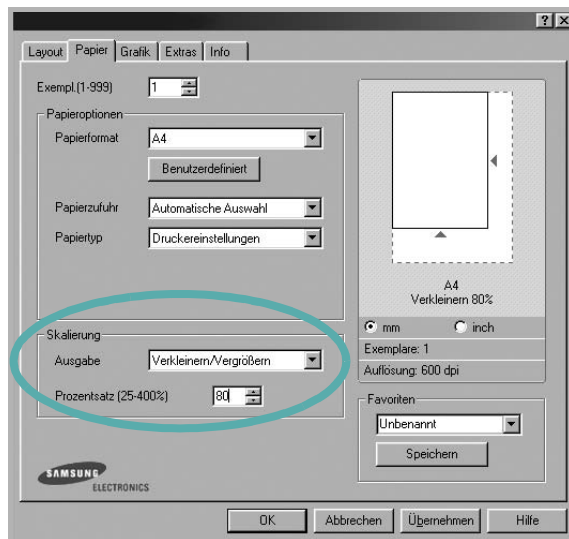 Layout Papier Grafik Extras Info
Exempl.(1-999) 1
Papieroptionen
Papierformat A4
Benutzerdefiniert
Papierzufuhr Automatische Auswahl
Papiertyp Druckereinstellungen
Skalierung
Ausgabe Verkleinern/Vergrößern
Prozentsatz (25-400%) 80
A4
Verkleinern 80%
mm inch
Exemplare: 1
Auflösung: 600 dpi
Favoriten
Unbenannt
Speichern
SAMSUNG
ELECTRONICS
OK Abbrechen Übernehmen Hilfe